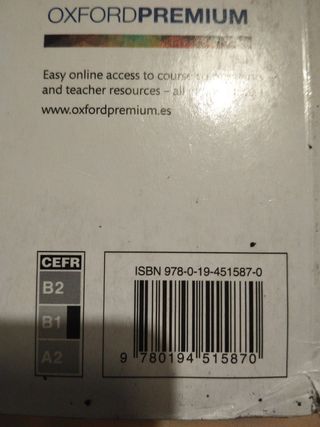 OXFORDPREMIUM
Easy online access to course
and teacher resources – all
www.oxfordpremium.es
CEFR
B2
B1
A2
ISBN 978-0-19-451587-0
9 780194 515870